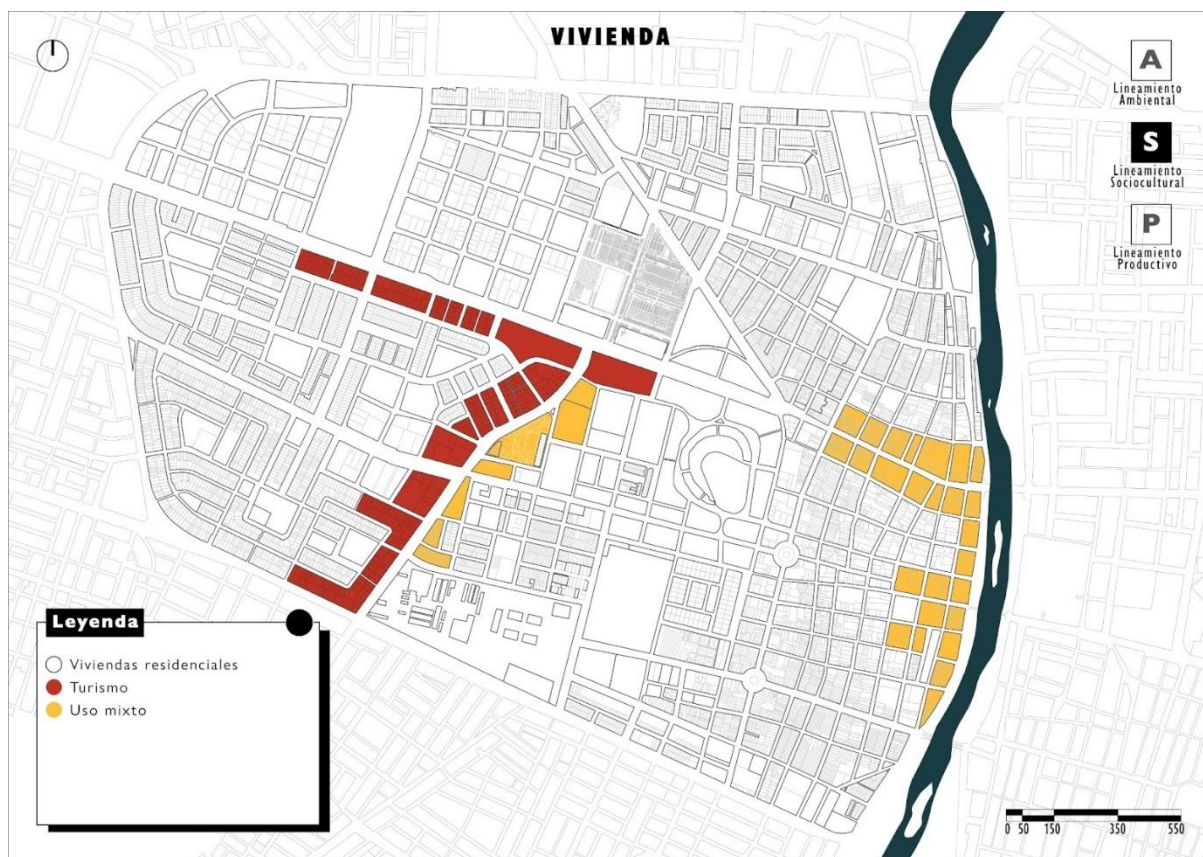 VIVIENDA
A
Lineamiento
Ambiental
S
Lineamiento
Sociocultural
P
Lineamiento
Productivo
Leyenda
Viviendas residenciales
Turismo
Uso mixto
0 50 150 350 550